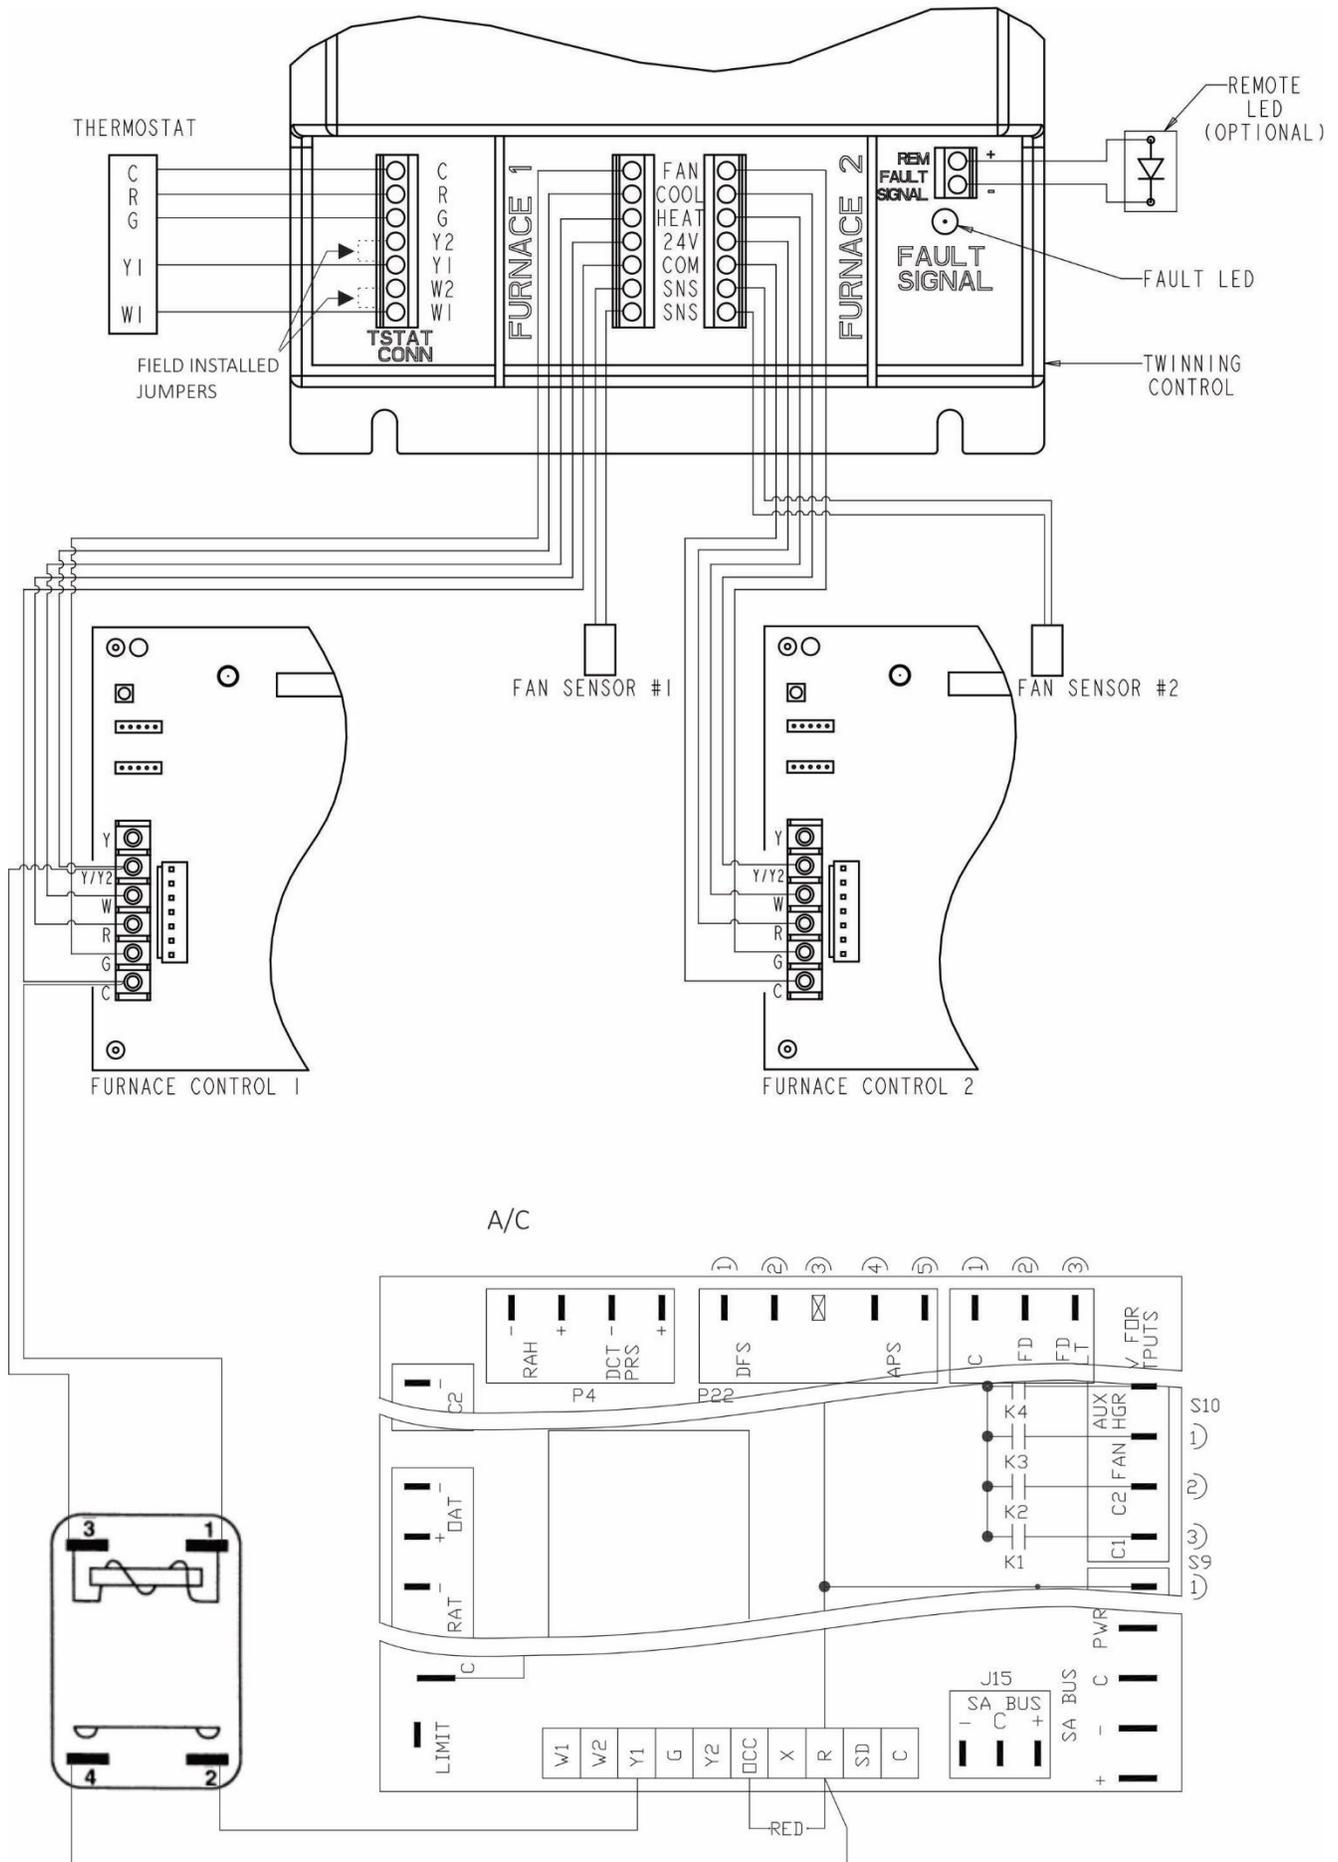 REMOTE
LED
(OPTIONAL)
THERMOSTAT
C
R
G
Y1
W1
C
R
G
Y2
Y1
W2
W1
TSTAT
CONN
FIELD INSTALLED
JUMPERS
FURNACE 1
FAN
COOL
HEAT
24V
COM
SNS
SNS
FURNACE 2
REM
FAULT
SIGNAL
+
-
FAULT
SIGNAL
FAULT LED
TWINNING
CONTROL
FAN SENSOR #1
FAN SENSOR #2
Y
Y/Y2
W
R
G
C
FURNACE CONTROL 1
Y
Y/Y2
W
R
G
C
FURNACE CONTROL 2
A/C
1
2
3
4
5
1
2
3
-
+
-
+
RAH
DCT
PRS
P4
DFS
APS
P22
C
FD
FD
LT
V FOR
TPUTS
-
C2
K4
K3
K2
K1
AUX
HGR
FAN
C2
C1
S10
1
2
3
S9
1
-
OAT
+
-
RAT
C
LIMIT
W1
W2
Y1
G
Y2
OCC
X
R
SD
C
RED
J15
SA BUS
-
C
+
SA BUS
PWR
C
-
+
3
1
4
2